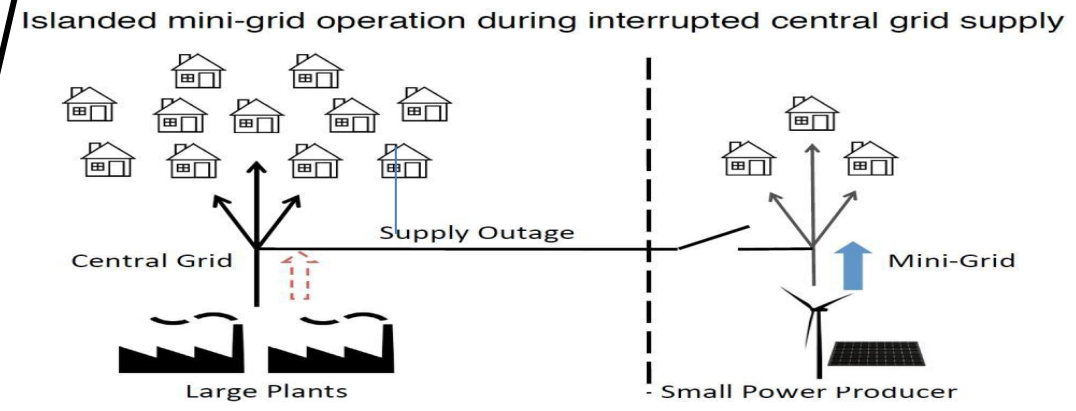 Islanded mini-grid operation during interrupted central grid supply
Supply Outage
Central Grid
Mini-Grid
Large Plants
Small Power Producer